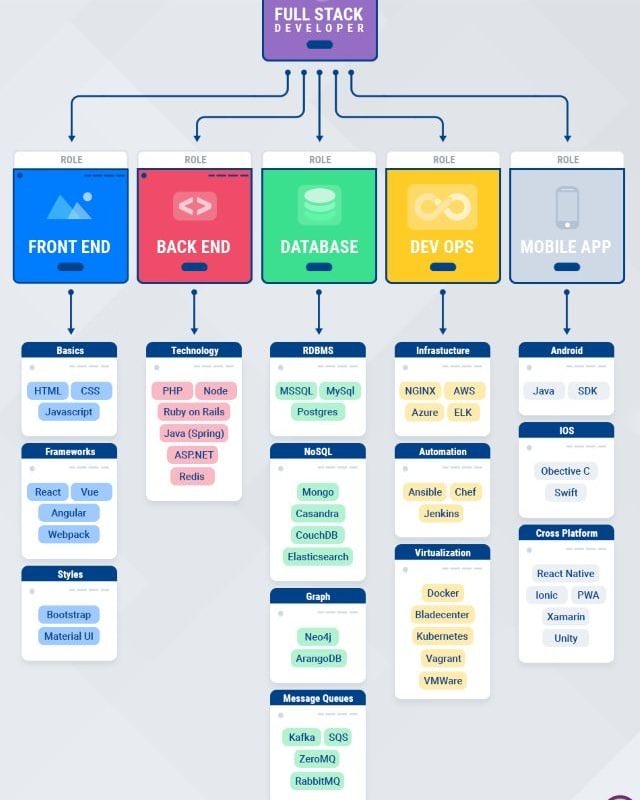 FULL STACK
DEVELOPER
ROLE
FRONT END
Basics
HTML CSS
Javascript
Frameworks
React Vue
Angular
Webpack
Styles
Bootstrap
Material UI
ROLE
BACK END
Technology
PHP Node
Ruby on Rails
Java (Spring)
ASP.NET
Redis
ROLE
DATABASE
RDBMS
MSSQL MySql
Postgres
NoSQL
Mongo
Casandra
CouchDB
Elasticsearch
Graph
Neo4j
ArangoDB
Message Queues
Kafka SQS
ZeroMQ
RabbitMQ
ROLE
DEV OPS
Infrastucture
NGINX AWS
Azure ELK
Automation
Ansible Chef
Jenkins
Virtualization
Docker
Bladecenter
Kubernetes
Vagrant
VMWare
ROLE
MOBILE APP
Android
Java SDK
IOS
Obective C
Swift
Cross Platform
React Native
Ionic PWA
Xamarin
Unity